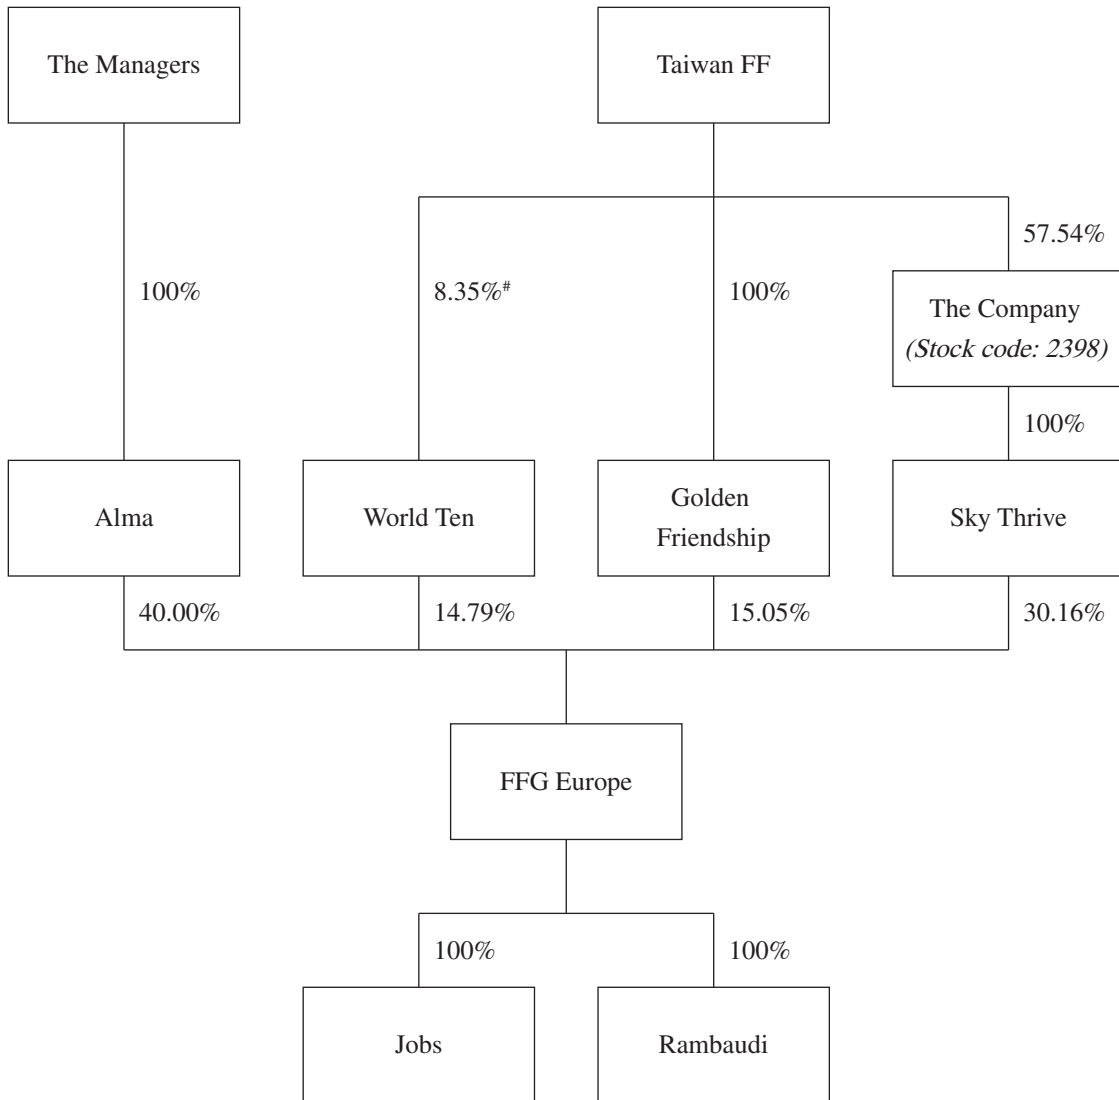 The Managers
Taiwan FF
57.54%
100%
8.35%#
100%
The Company
(Stock code: 2398)
100%
Alma
World Ten
Golden
Friendship
Sky Thrive
40.00%
14.79%
15.05%
30.16%
FFG Europe
100%
100%
Jobs
Rambaudi